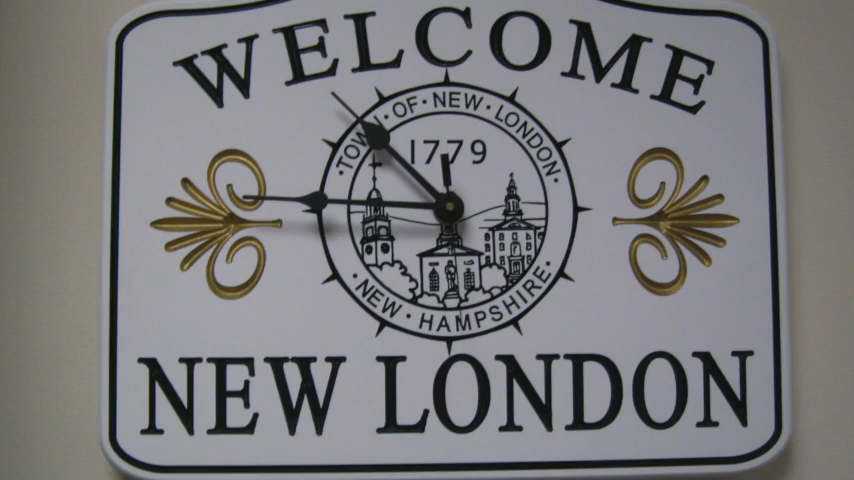 WELCOME
TOWN · OF · NEW · LONDON
1779
NEW · HAMPSHIRE
NEW LONDON